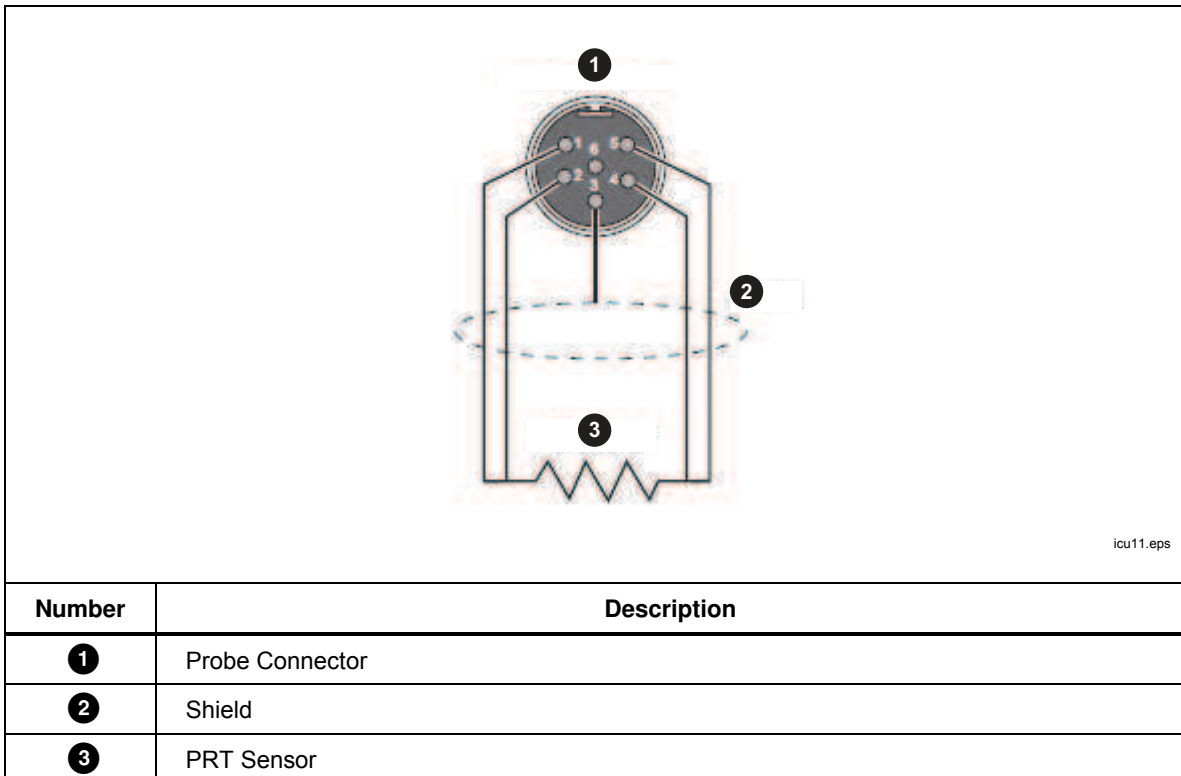 1
1 6 5
2 4
3
2
3
icu11.eps
Number Description
1 Probe Connector
2 Shield
3 PRT Sensor